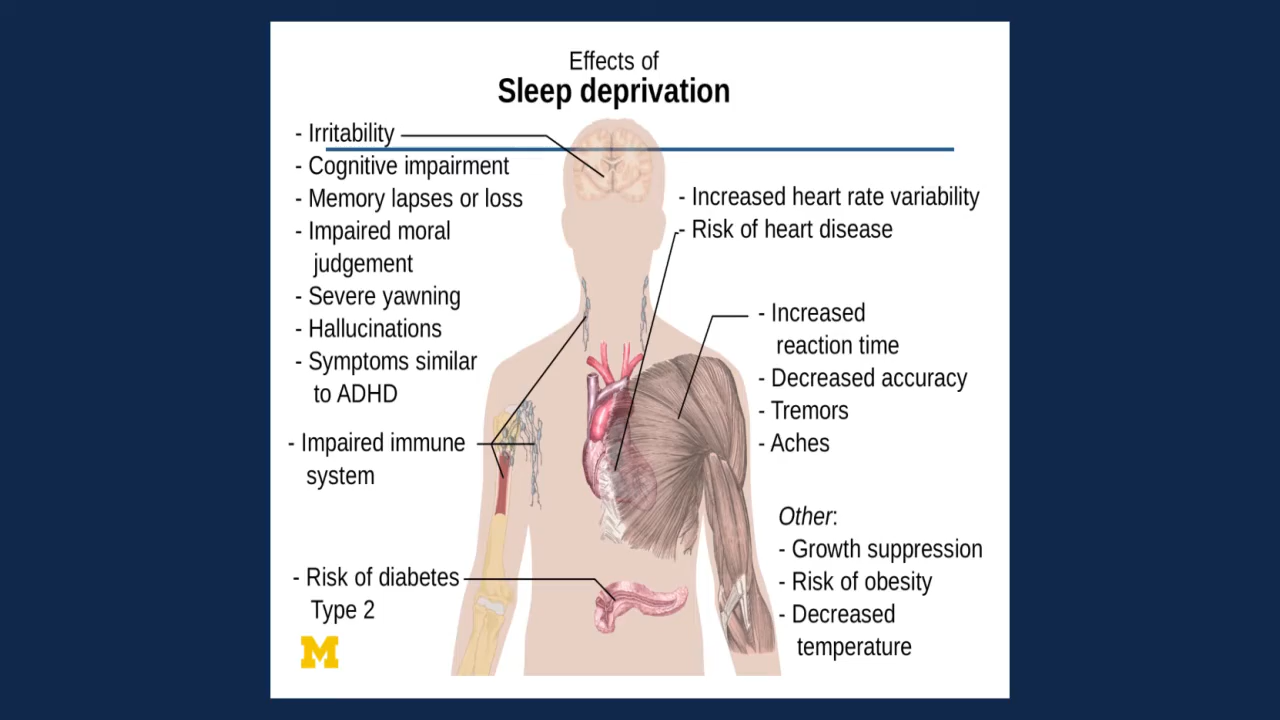 Effects of
Sleep deprivation
- Irritability
- Cognitive impairment
- Memory lapses or loss
- Impaired moral
judgement
- Severe yawning
- Hallucinations
- Symptoms similar
to ADHD
- Impaired immune
system
- Risk of diabetes
Type 2
- Increased heart rate variability
- Risk of heart disease
- Increased
reaction time
- Decreased accuracy
- Tremors
- Aches
Other:
- Growth suppression
- Risk of obesity
- Decreased
temperature
M